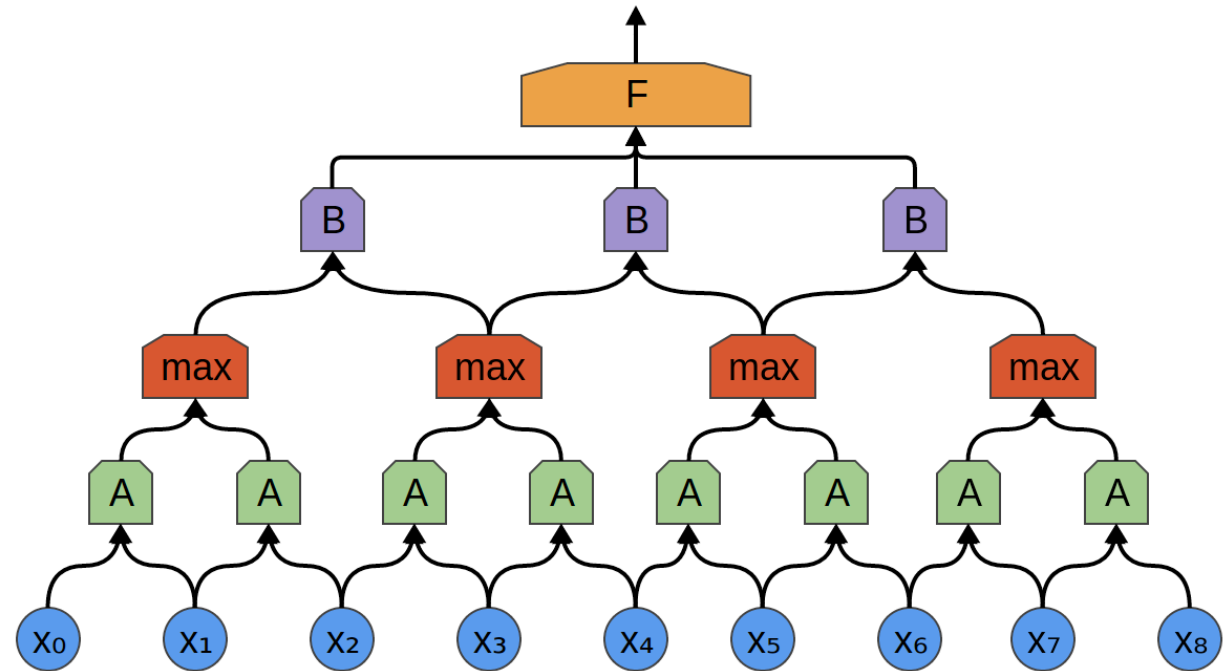 F
B B B
max max max max
A A A A A A A A
x₀ x₁ x₂ x₃ x₄ x₅ x₆ x₇ x₈